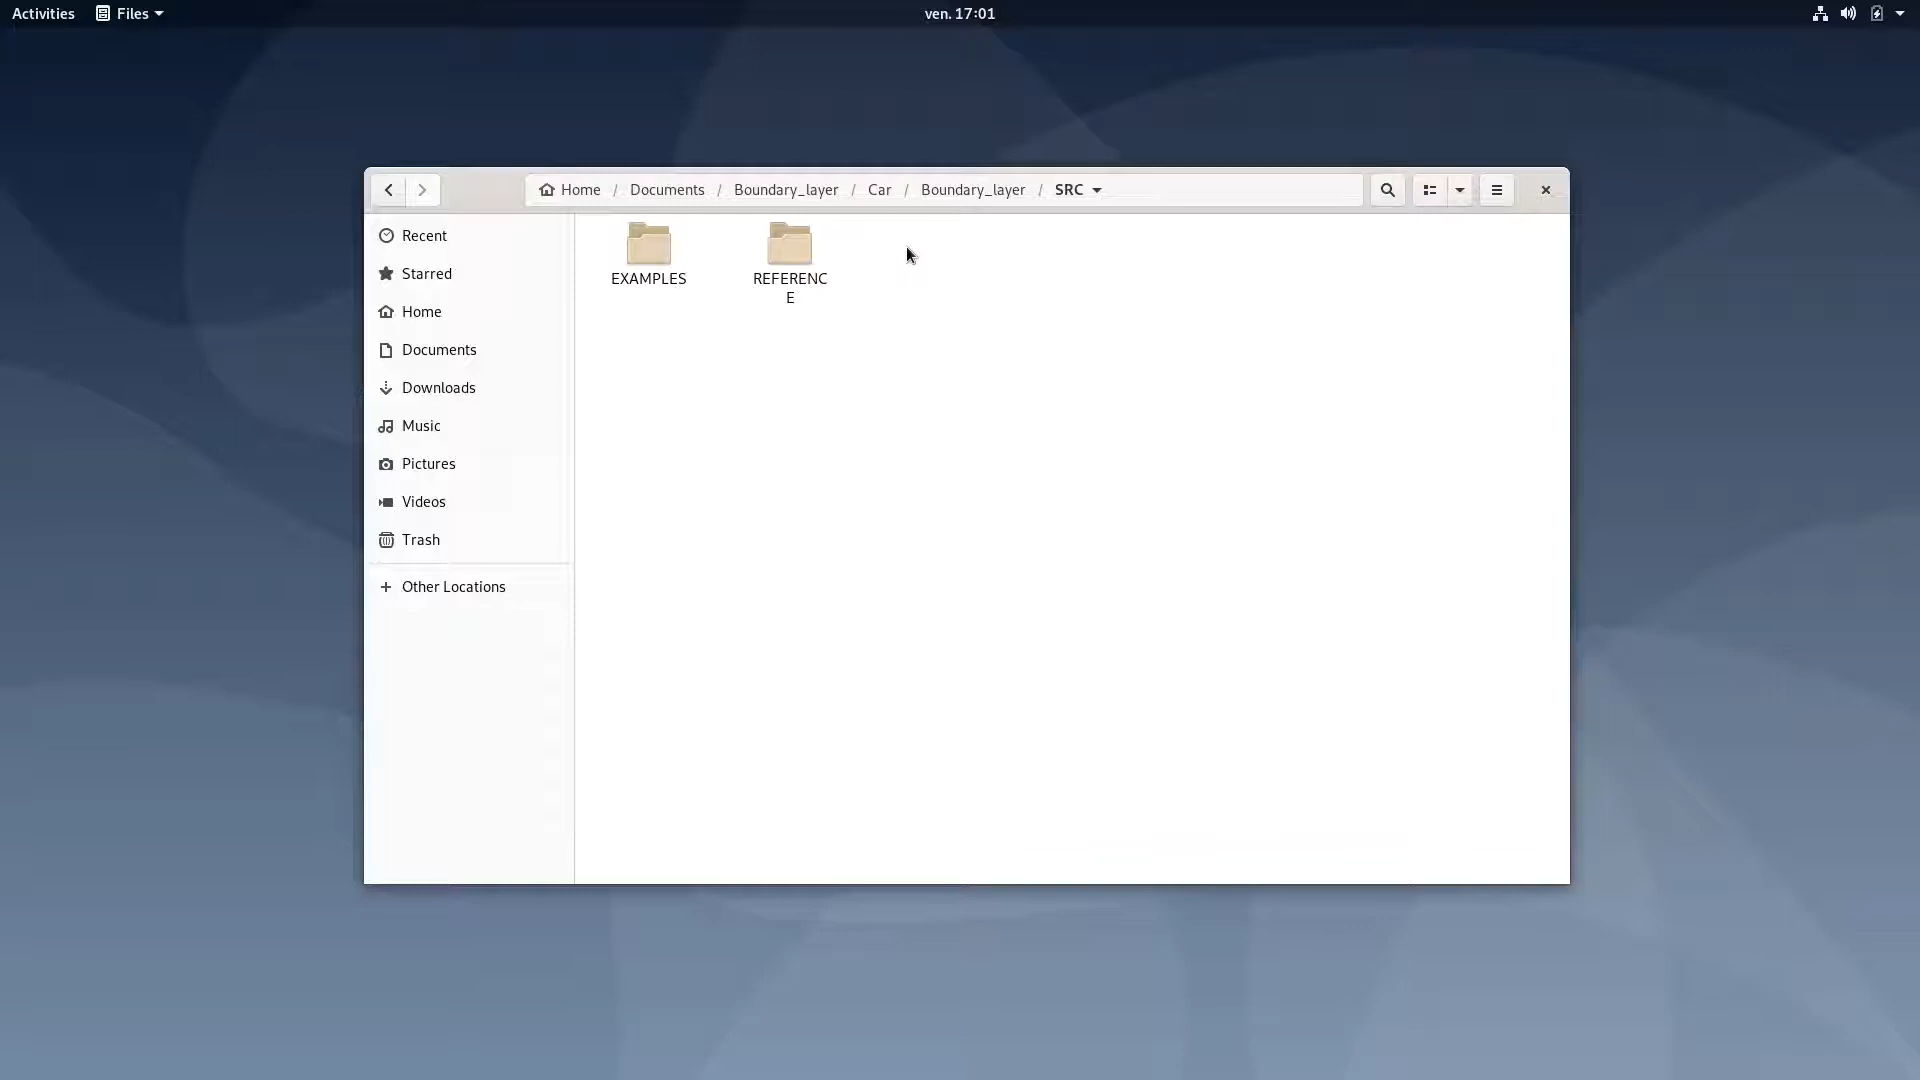 Activities
Files
ven. 17:01
Home / Documents / Boundary_layer / Car / Boundary_layer / SRC
Recent
Starred
Home
Documents
Downloads
Music
Pictures
Videos
Trash
Other Locations
EXAMPLES
REFERENC
E